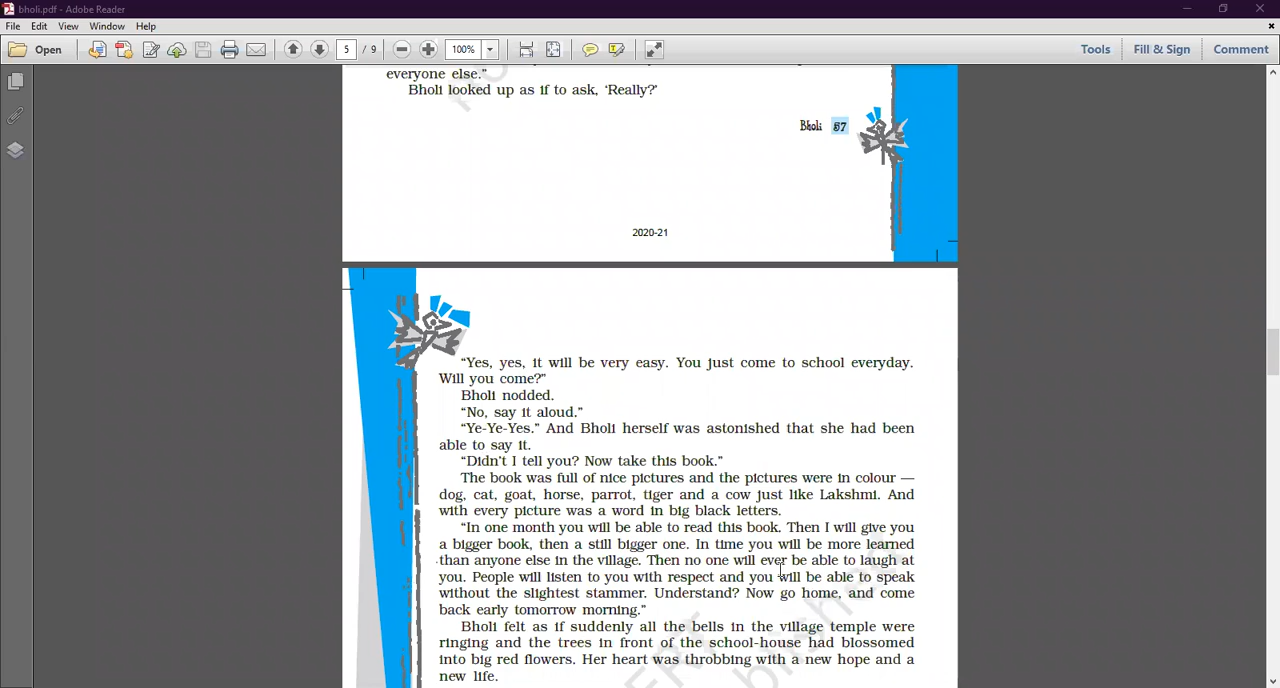 bholi.pdf - Adobe Reader
File Edit View Window Help
Open 5 / 9 100% Tools Fill & Sign Comment
everyone else."
Bholi looked up as if to ask, ‘Really?’
Bholi 57
2020-21
“Yes, yes, it will be very easy. You just come to school everyday.
Will you come?”
Bholi nodded.
“No, say it aloud.”
“Ye-Ye-Yes.” And Bholi herself was astonished that she had been
able to say it.
“Didn’t I tell you? Now take this book.”
The book was full of nice pictures and the pictures were in colour —
dog, cat, goat, horse, parrot, tiger and a cow just like Lakshmi. And
with every picture was a word in big black letters.
“In one month you will be able to read this book. Then I will give you
a bigger book, then a still bigger one. In time you will be more learned
than anyone else in the village. Then no one will ever be able to laugh at
you. People will listen to you with respect and you will be able to speak
without the slightest stammer. Understand? Now go home, and come
back early tomorrow morning.”
Bholi felt as if suddenly all the bells in the village temple were
ringing and the trees in front of the school-house had blossomed
into big red flowers. Her heart was throbbing with a new hope and a
new life.